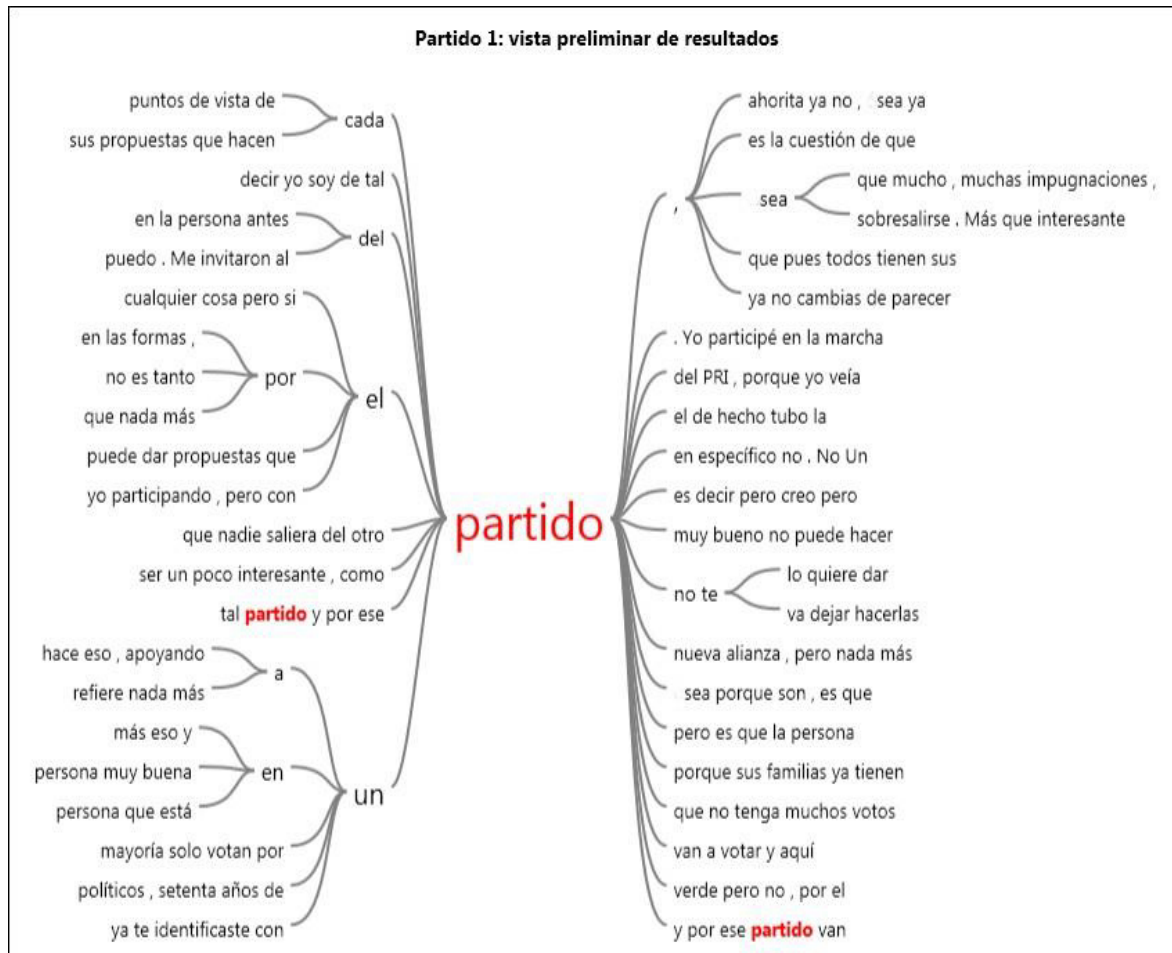 Partido 1: vista preliminar de resultados
puntos de vista de
sus propuestas que hacen
cada
decir yo soy de tal
en la persona antes
puedo . Me invitaron al
del
cualquier cosa pero si
en las formas ,
no es tanto
que nada más
por
puede dar propuestas que
yo participando , pero con
el
que nadie saliera del otro
ser un poco interesante , como
tal partido y por ese
hace eso , apoyando
refiere nada más
a
más eso y
persona muy buena
persona que está
en
mayoría solo votan por
políticos , setenta años de
ya te identificaste con
un
partido
,
ahorita ya no , sea ya
es la cuestión de que
sea
que mucho , muchas impugnaciones ,
sobresalirse . Más que interesante
que pues todos tienen sus
ya no cambias de parecer
. Yo participé en la marcha
del PRI , porque yo veía
el de hecho tubo la
en específico no . No Un
es decir pero creo pero
muy bueno no puede hacer
no te
lo quiere dar
va dejar hacerlas
nueva alianza , pero nada más
sea porque son , es que
pero es que la persona
porque sus familias ya tienen
que no tenga muchos votos
van a votar y aquí
verde pero no , por el
y por ese partido van